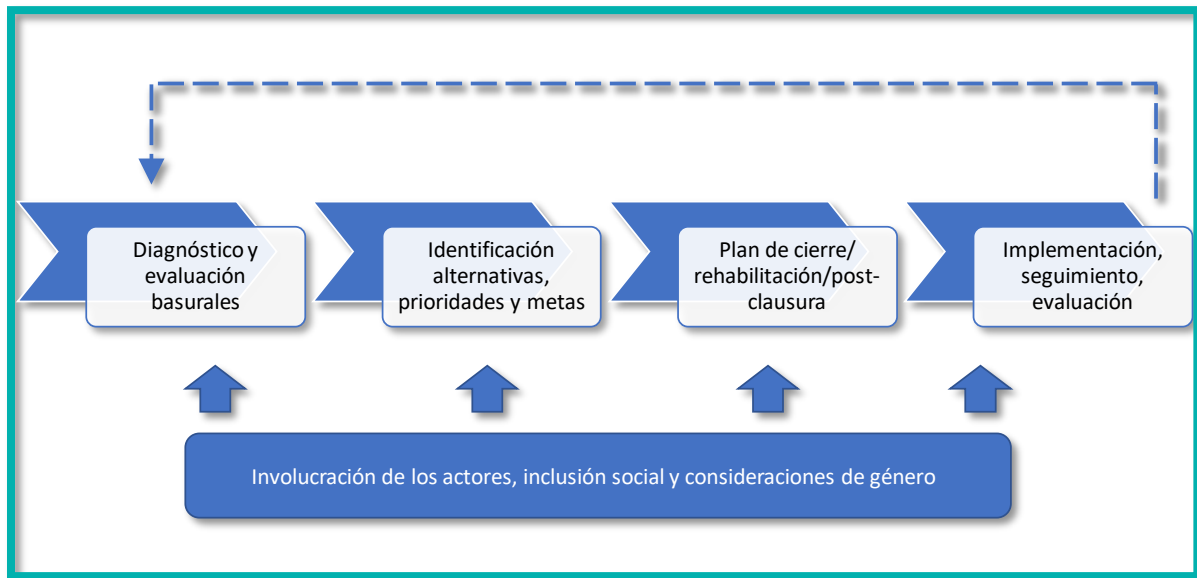 Diagnóstico y
evaluación
basurales
Identificación
alternativas,
prioridades y metas
Plan de cierre/
rehabilitación/post-
clausura
Implementación,
seguimiento,
evaluación
Involucración de los actores, inclusión social y consideraciones de género